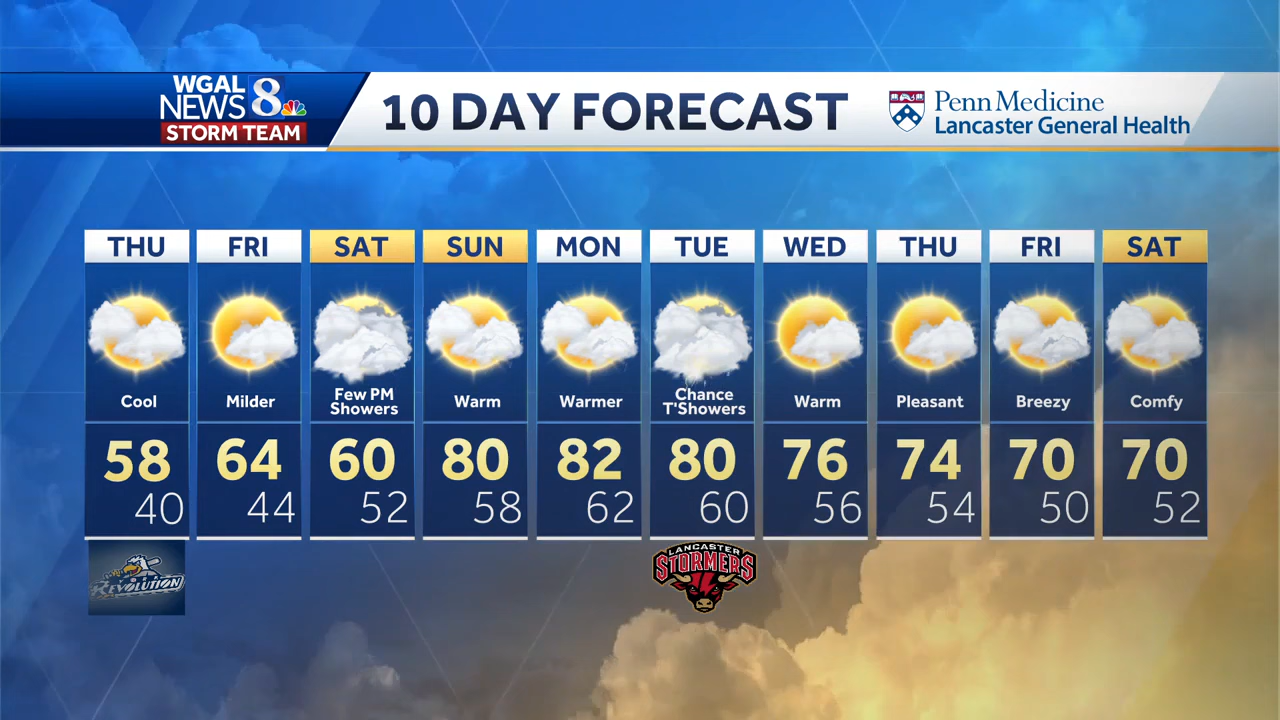 WGAL
NEWS 8
STORM TEAM
10 DAY FORECAST
Penn Medicine
Lancaster General Health
THU FRI SAT SUN MON TUE WED THU FRI SAT
Cool Milder Few PM Showers Warm Warmer Chance T'Showers Warm Pleasant Breezy Comfy
58 64 60 80 82 80 76 74 70 70
40 44 52 58 62 60 56 54 50 52
REVOLUTION
LANCASTER
STORMERS